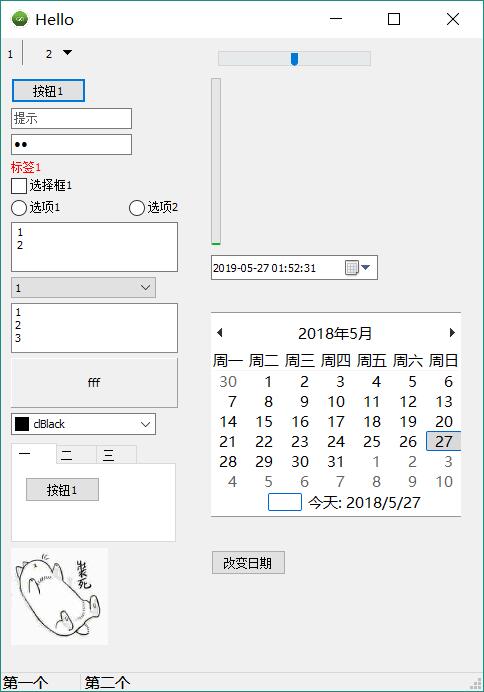 Hello
1 2
按钮1
提示
标签1
选择框1
选项1 选项2
1
2
1
1
2
3
fff
clBlack
一 二 三
按钮1
装死
2019-05-27 01:52:31
2018年5月
周一 周二 周三 周四 周五 周六 周日
30 1 2 3 4 5 6
7 8 9 10 11 12 13
14 15 16 17 18 19 20
21 22 23 24 25 26 27
28 29 30 31 1 2 3
4 5 6 7 8 9 10
今天: 2018/5/27
改变日期
第一个 第二个